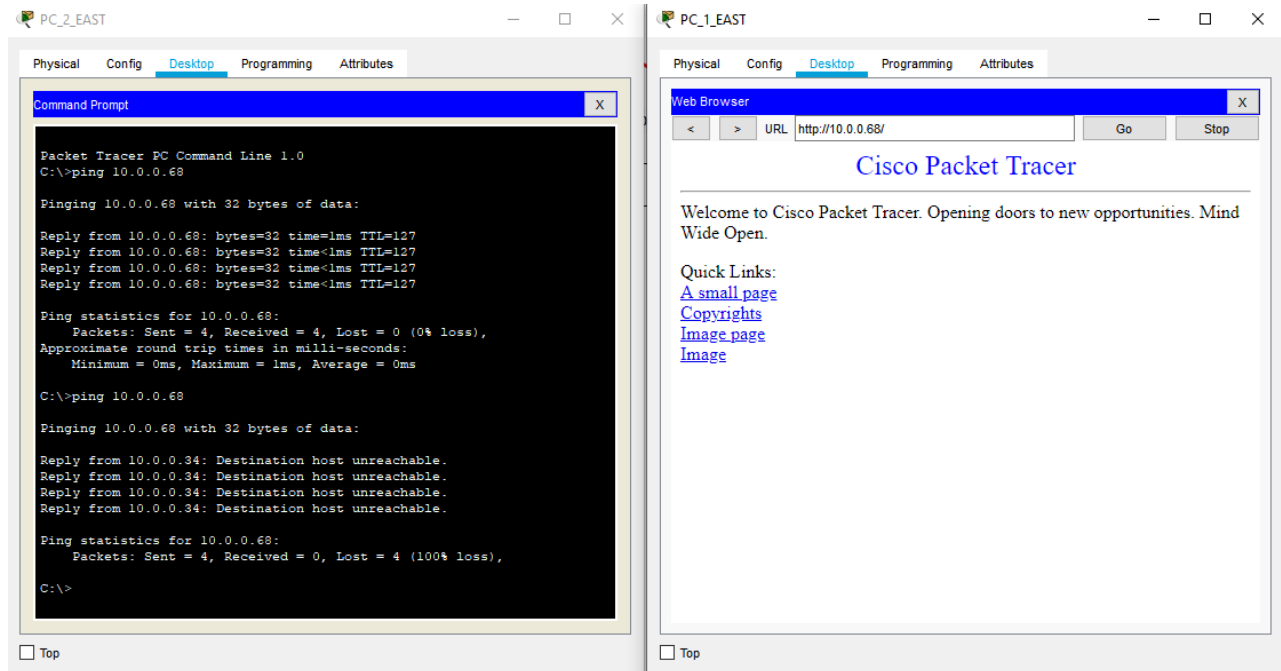 PC_2_EAST
Physical Config Desktop Programming Attributes
Command Prompt X
Packet Tracer PC Command Line 1.0
C:\>ping 10.0.0.68
Pinging 10.0.0.68 with 32 bytes of data:
Reply from 10.0.0.68: bytes=32 time=1ms TTL=127
Reply from 10.0.0.68: bytes=32 time<1ms TTL=127
Reply from 10.0.0.68: bytes=32 time<1ms TTL=127
Reply from 10.0.0.68: bytes=32 time<1ms TTL=127
Ping statistics for 10.0.0.68:
Packets: Sent = 4, Received = 4, Lost = 0 (0% loss),
Approximate round trip times in milli-seconds:
Minimum = 0ms, Maximum = 1ms, Average = 0ms
C:\>ping 10.0.0.68
Pinging 10.0.0.68 with 32 bytes of data:
Reply from 10.0.0.34: Destination host unreachable.
Reply from 10.0.0.34: Destination host unreachable.
Reply from 10.0.0.34: Destination host unreachable.
Reply from 10.0.0.34: Destination host unreachable.
Ping statistics for 10.0.0.68:
Packets: Sent = 4, Received = 0, Lost = 4 (100% loss),
C:\>
Top
PC_1_EAST
Physical Config Desktop Programming Attributes
Web Browser X
< > URL http://10.0.0.68/ Go Stop
Cisco Packet Tracer
Welcome to Cisco Packet Tracer. Opening doors to new opportunities. Mind
Wide Open.
Quick Links:
A small page
Copyrights
Image page
Image
Top